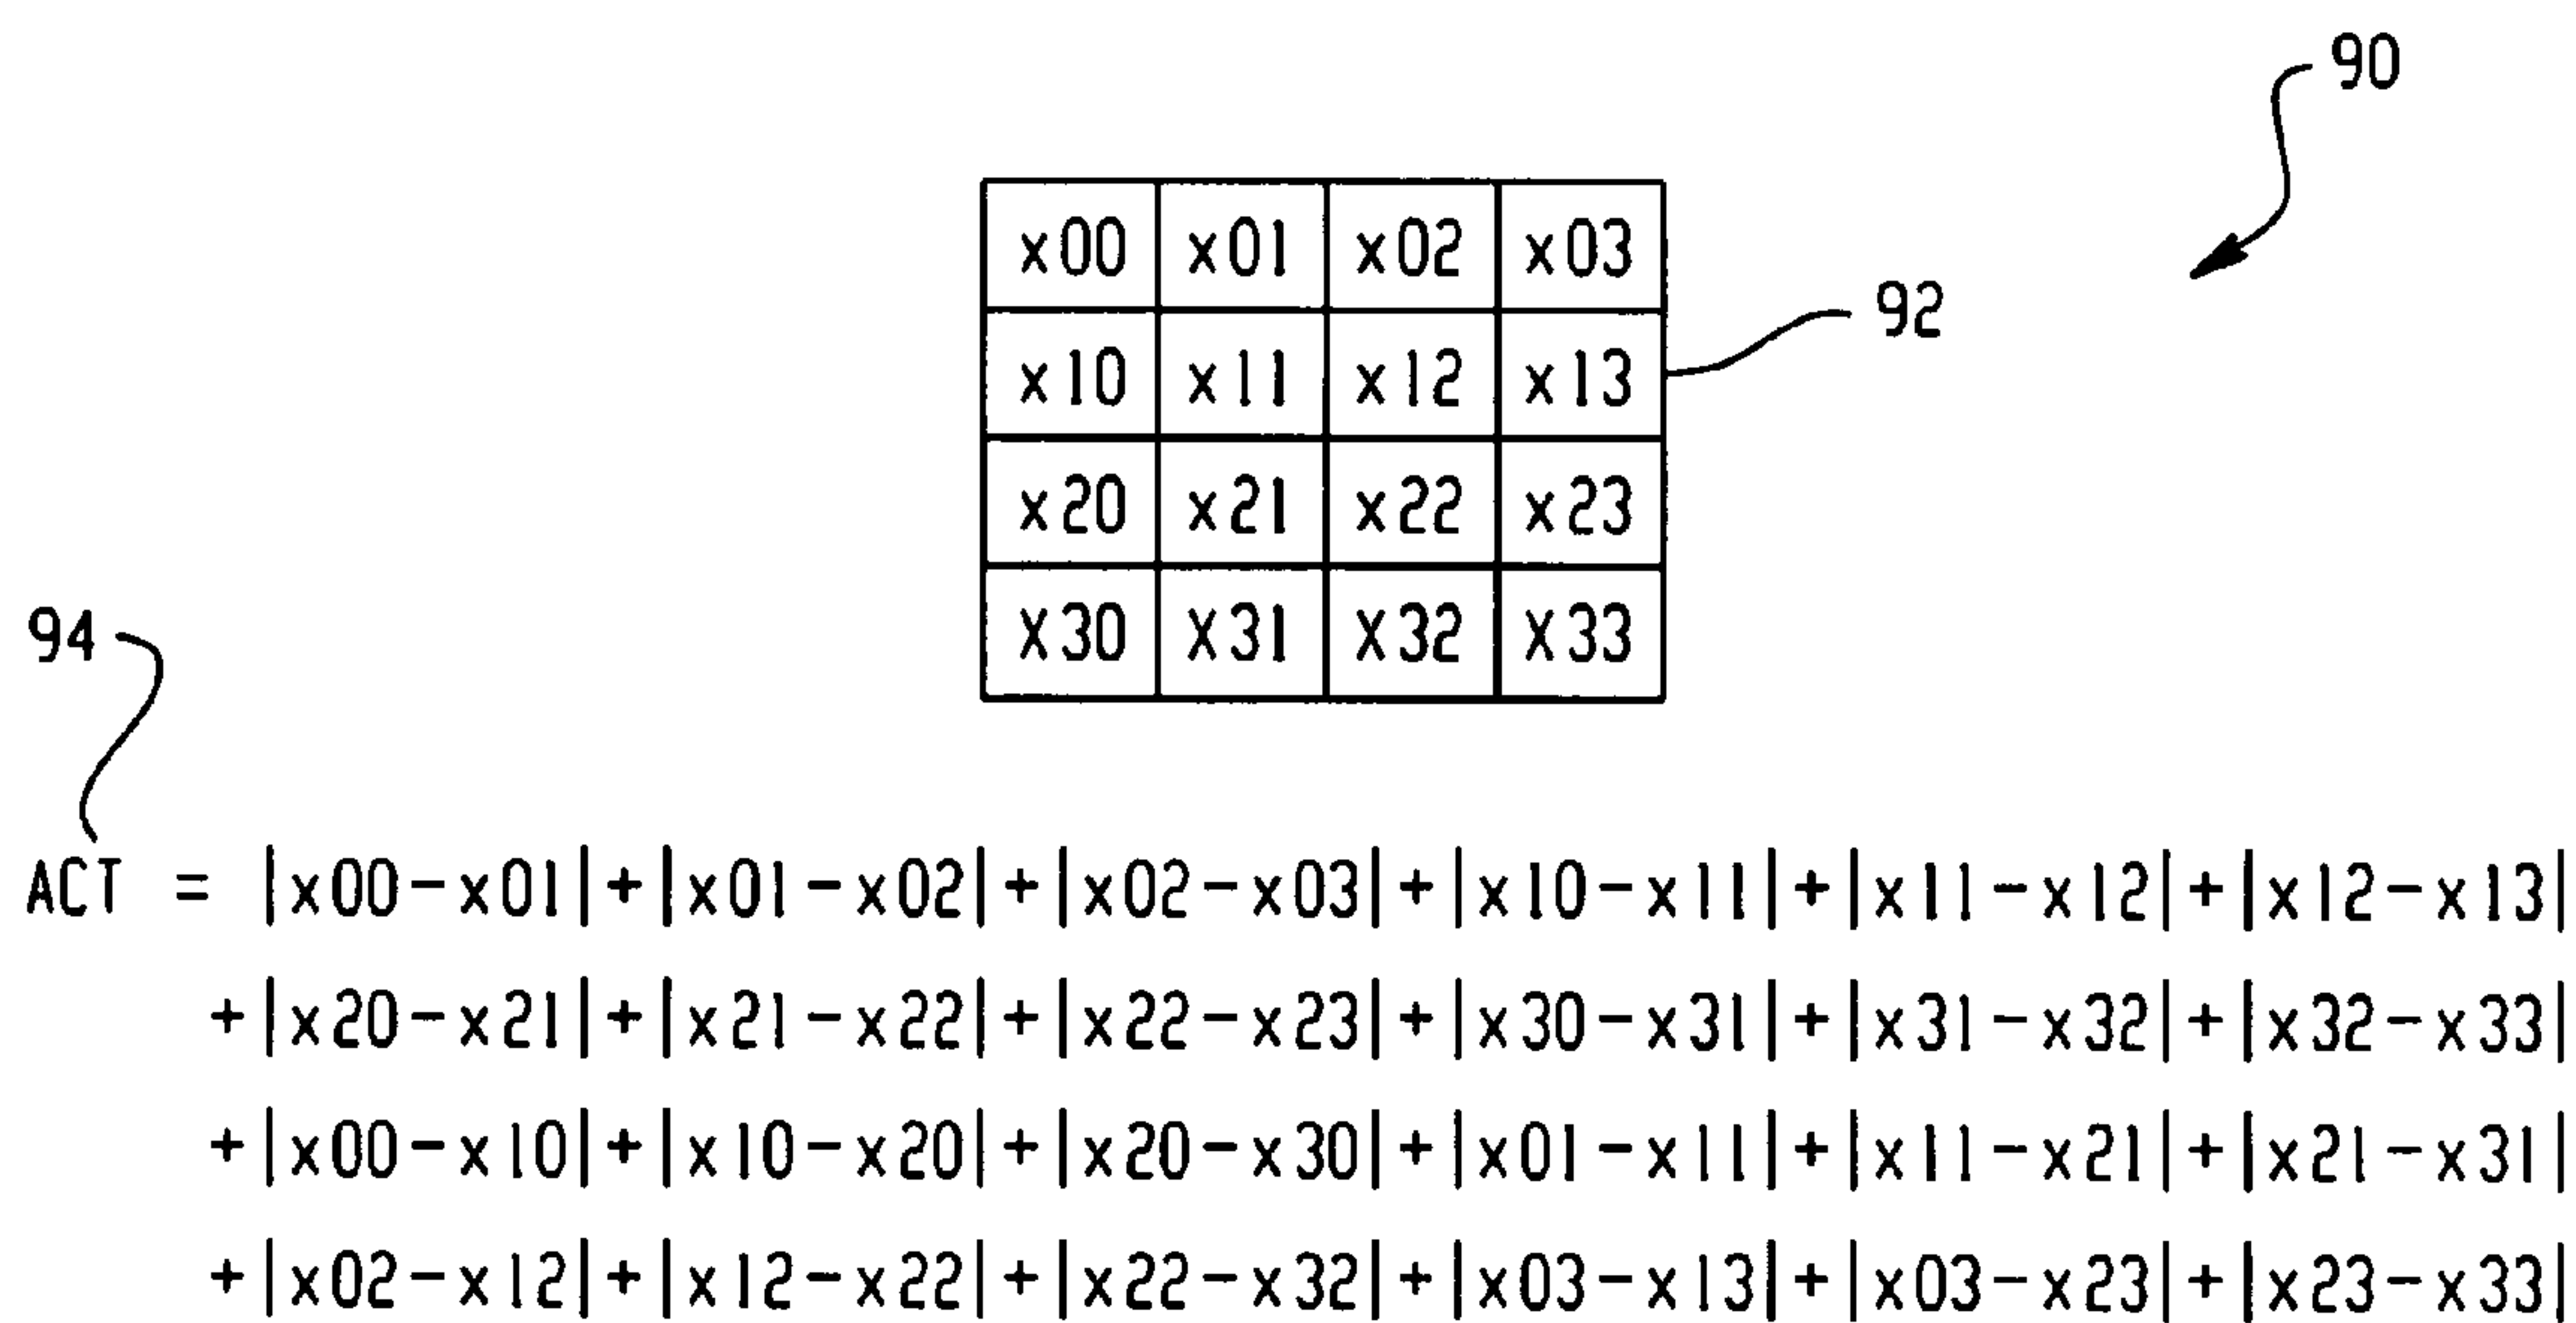 90
x00 x01 x02 x03
92
x10 x11 x12 x13
x20 x21 x22 x23
X30 X31 X32 X33
94
ACT = |x00-x01|+|x01-x02|+|x02-x03|+|x10-x11|+|x11-x12|+|x12-x13|
+|x20-x21|+|x21-x22|+|x22-x23|+|x30-x31|+|x31-x32|+|x32-x33|
+|x00-x10|+|x10-x20|+|x20-x30|+|x01-x11|+|x11-x21|+|x21-x31|
+|x02-x12|+|x12-x22|+|x22-x32|+|x03-x13|+|x03-x23|+|x23-x33|